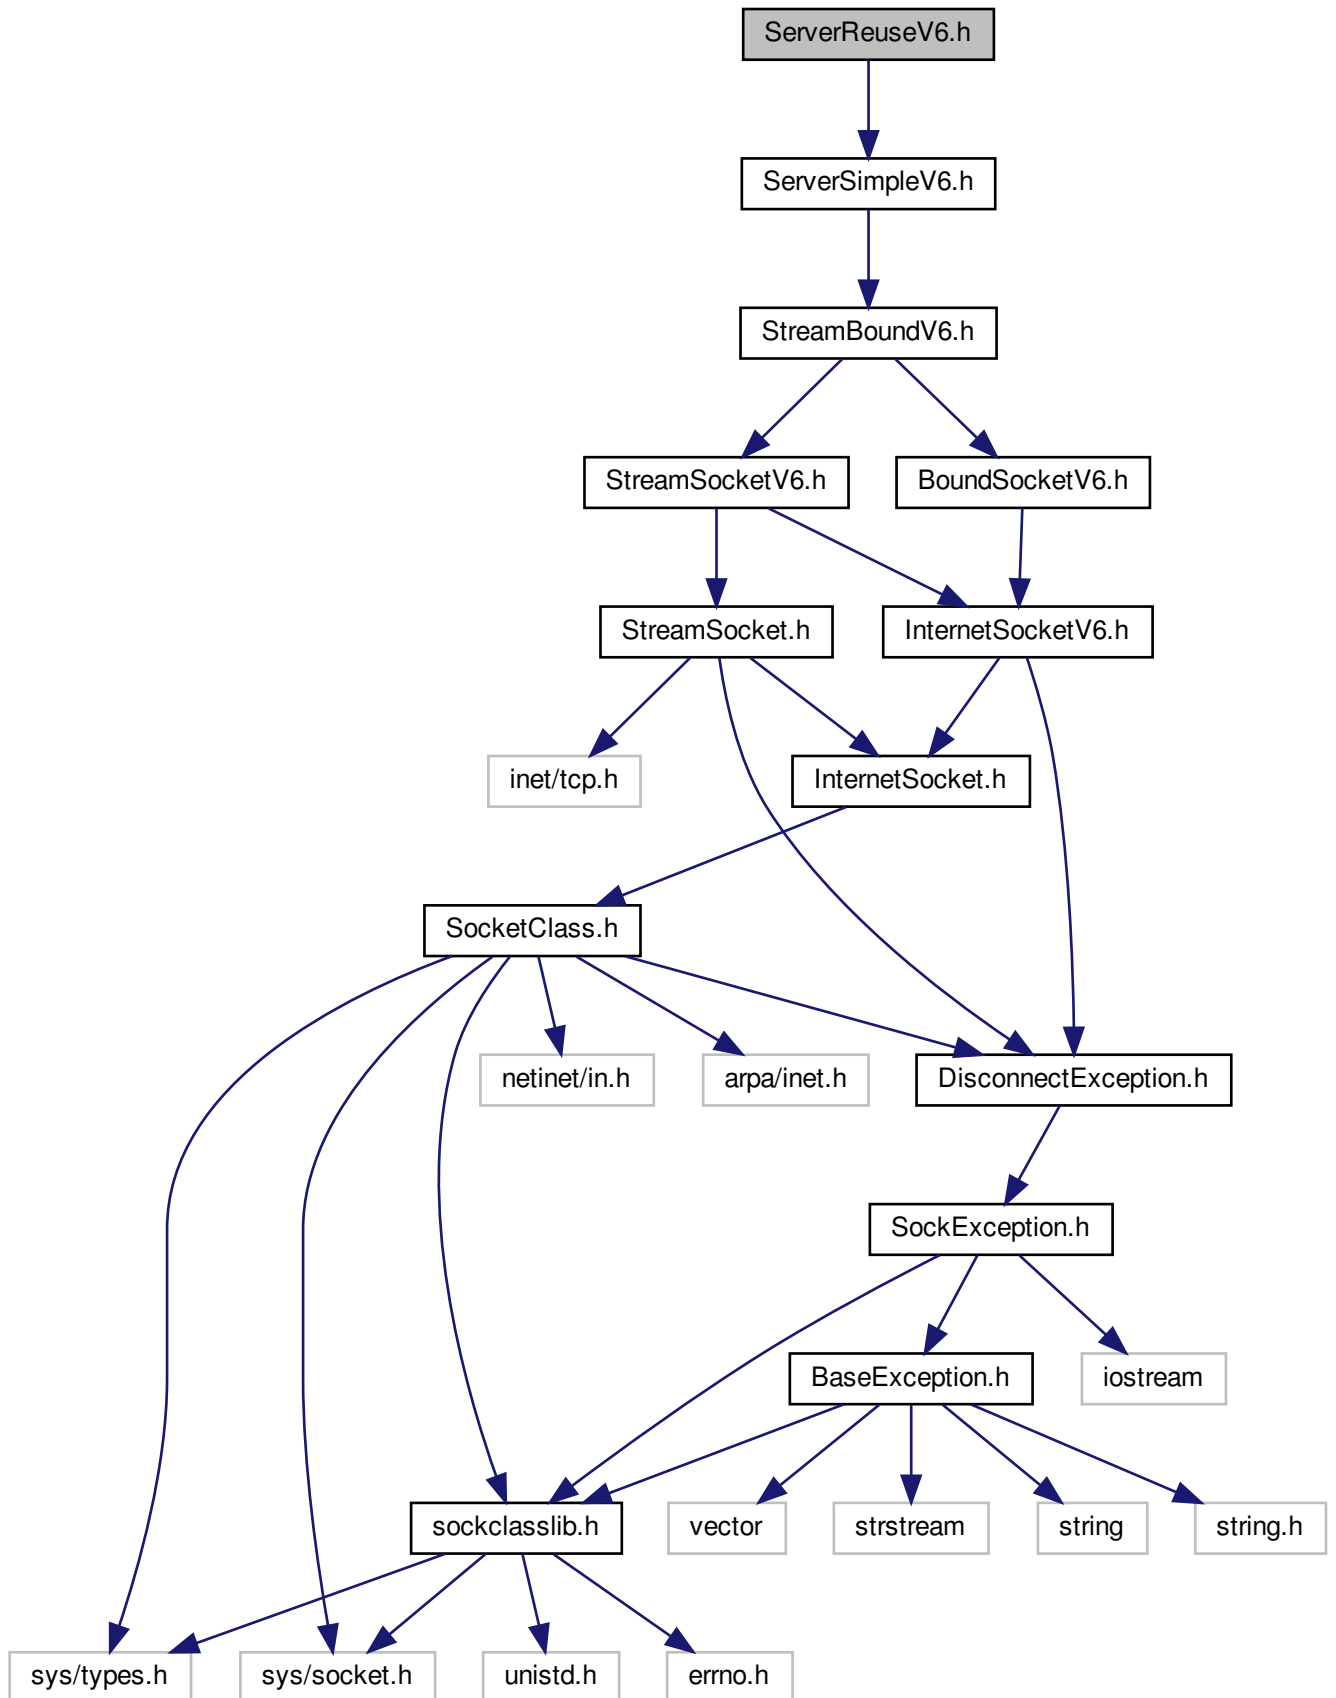 ServerReuseV6.h
ServerSimpleV6.h
StreamBoundV6.h
StreamSocketV6.h
BoundSocketV6.h
StreamSocket.h
InternetSocketV6.h
inet/tcp.h
InternetSocket.h
SocketClass.h
netinet/in.h
arpa/inet.h
DisconnectException.h
SockException.h
BaseException.h
iostream
sockclasslib.h
vector
strstream
string
string.h
sys/types.h
sys/socket.h
unistd.h
errno.h